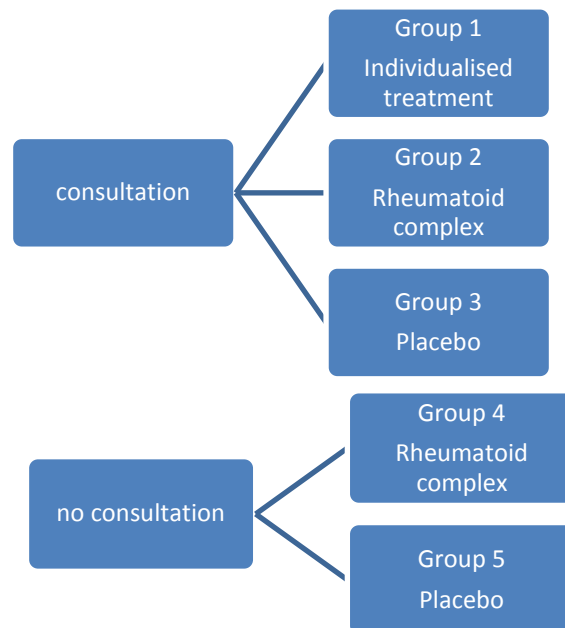 Group 1
Individualised
treatment
consultation
Group 2
Rheumatoid
complex
Group 3
Placebo
Group 4
Rheumatoid
complex
no consultation
Group 5
Placebo